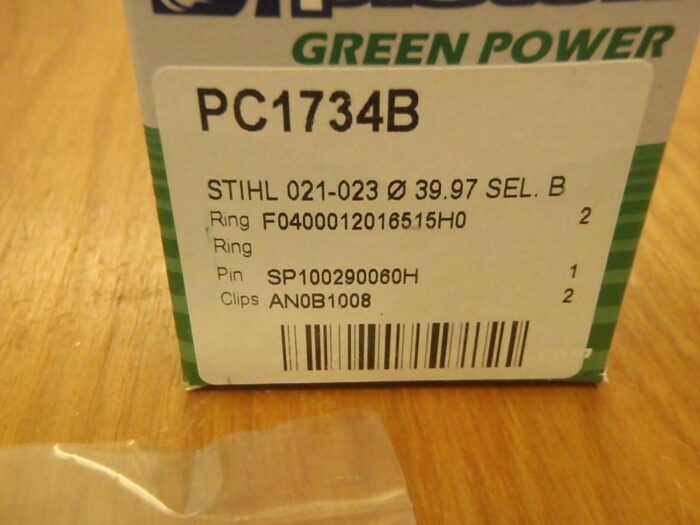 GREEN POWER
PC1734B
STIHL 021-023 Ø 39.97 SEL. B
Ring F0400012016515H0 2
Ring
Pin SP100290060H 1
Clips AN0B1008 2
.com